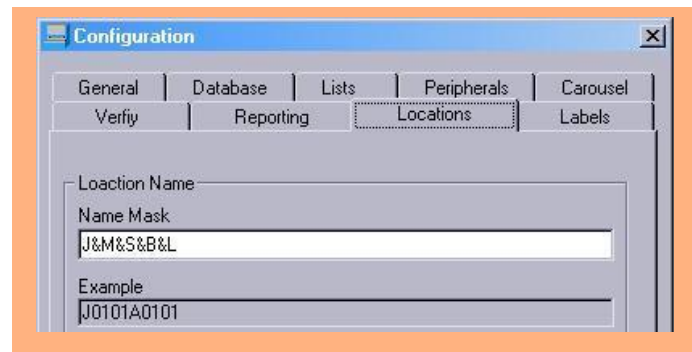 Configuration
General Database Lists Peripherals Carousel
Verfiy Reporting Locations Labels
Loaction Name
Name Mask
J&M&S&B&L
Example
J0101A0101